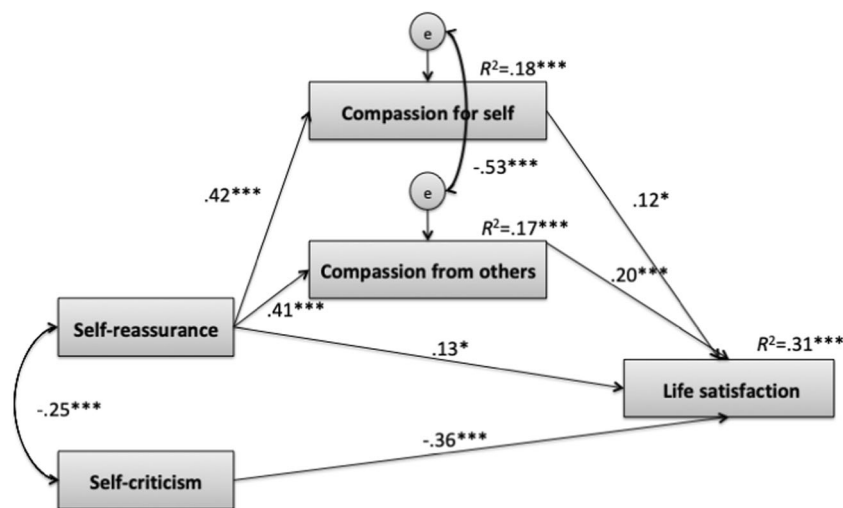 e
R²=.18***
Compassion for self
-.53***
.42***
e
.12*
R²=.17***
Compassion from others
.20***
.41***
Self-reassurance
.13*
R²=.31***
Life satisfaction
-.25***
-.36***
Self-criticism